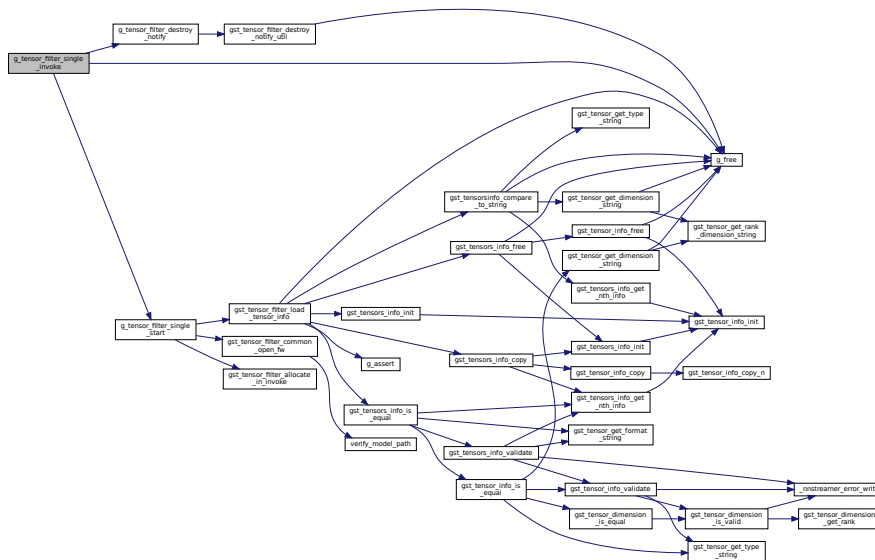 g_tensor_filter_single
_invoke
g_tensor_filter_destroy
_notify
gst_tensor_filter_destroy
_notify_util
g_free
gst_tensor_get_type
_string
gst_tensorsinfo_compare
_to_string
gst_tensor_get_dimension
_string
gst_tensor_get_rank
_dimension_string
gst_tensors_info_free
gst_tensor_info_free
gst_tensor_get_dimension
_string
gst_tensors_info_get
_nth_info
g_tensor_filter_single
_start
gst_tensor_filter_load
_tensor_info
gst_tensors_info_init
gst_tensor_info_init
gst_tensor_filter_common
_open_fw
gst_tensor_filter_allocate
_in_invoke
g_assert
gst_tensors_info_copy
gst_tensors_info_init
gst_tensor_info_copy
gst_tensor_info_copy_n
gst_tensors_info_get
_nth_info
gst_tensors_info_is
_equal
verify_model_path
gst_tensor_get_format
_string
gst_tensors_info_validate
gst_tensor_info_is
_equal
gst_tensor_info_validate
_nnstreamer_error_write
gst_tensor_dimension
_is_equal
gst_tensor_dimension
_is_valid
gst_tensor_dimension
_get_rank
gst_tensor_get_type
_string